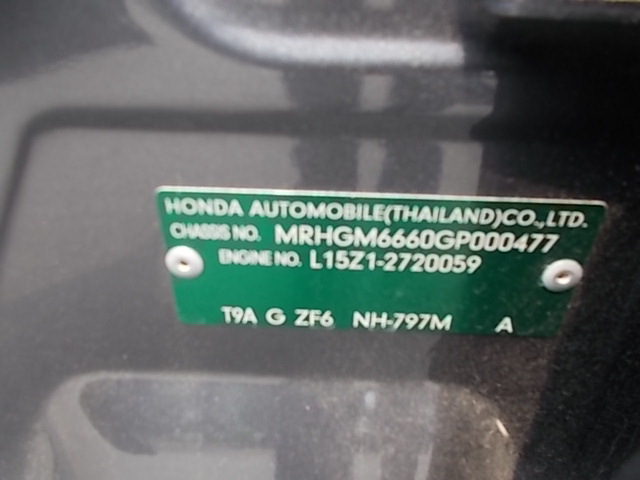 HONDA AUTOMOBILE(THAILAND)CO.,LTD.
CHASSIS NO. MRHGM6660GP000477
ENGINE NO. L15Z1-2720059
T9A G ZF6 NH-797M A